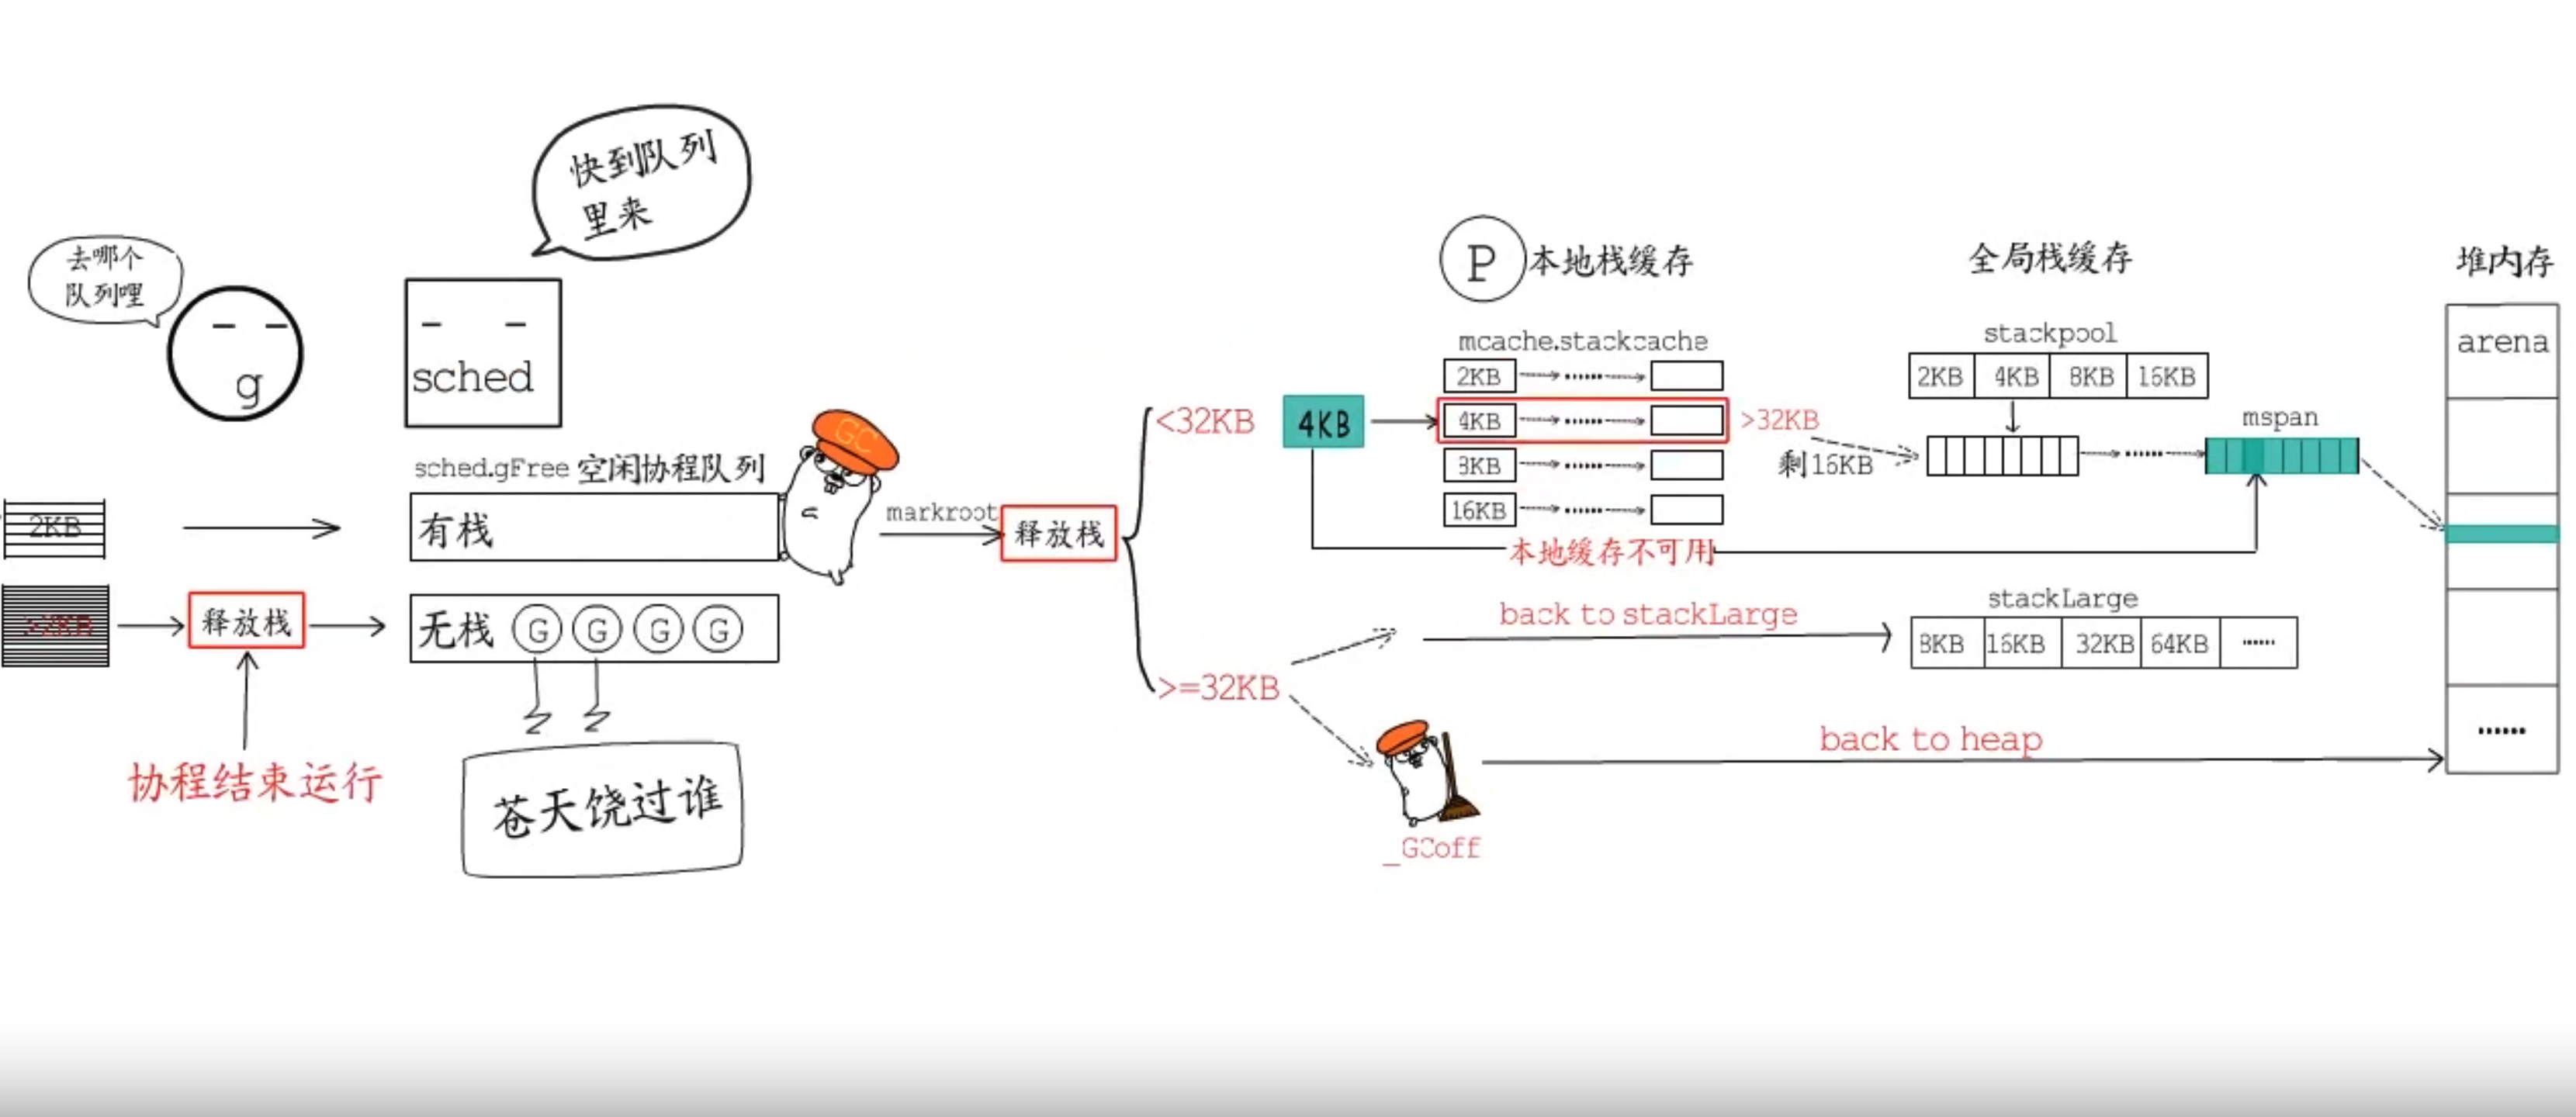 快到队列
里来
去哪个
队列哩
g
sched
sched.gFree 空闲协程队列
2KB
有栈
GC
markroot
释放栈
>2KB
释放栈
无栈 G G G G
协程结束运行
苍天饶过谁
<32KB
4KB
P 本地栈缓存
mcache.stackcache
2KB
4KB
8KB
16KB
>32KB
剩16KB
本地缓存不可用
全局栈缓存
stackpool
2KB 4KB 8KB 16KB
mspan
堆内存
arena
......
>=32KB
back to stackLarge
stackLarge
8KB 16KB 32KB 64KB ......
back to heap
_GCoff